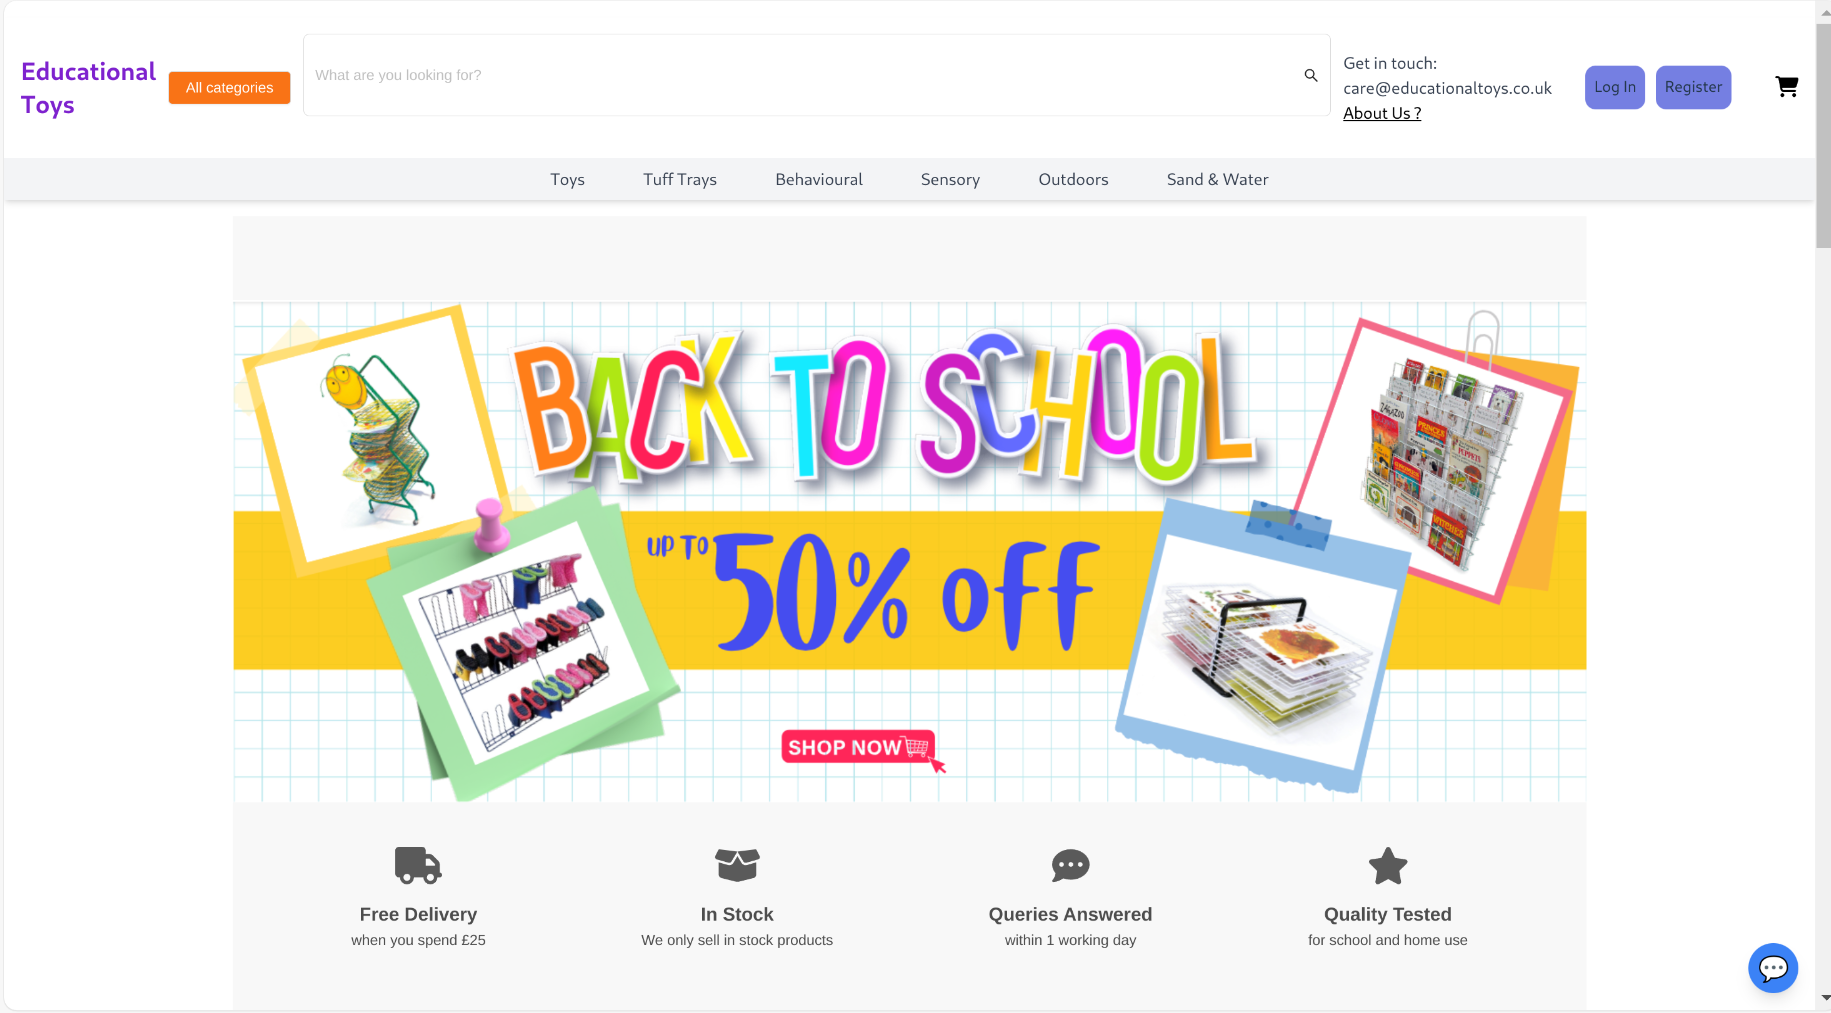 Educational
Toys
All categories
What are you looking for?
Get in touch:
care@educationaltoys.co.uk
About Us ?
Log In
Register
Toys
Tuff Trays
Behavioural
Sensory
Outdoors
Sand & Water
BACK TO SCHOOL
UP TO 50% off
SHOP NOW
Free Delivery
when you spend £25
In Stock
We only sell in stock products
Queries Answered
within 1 working day
Quality Tested
for school and home use